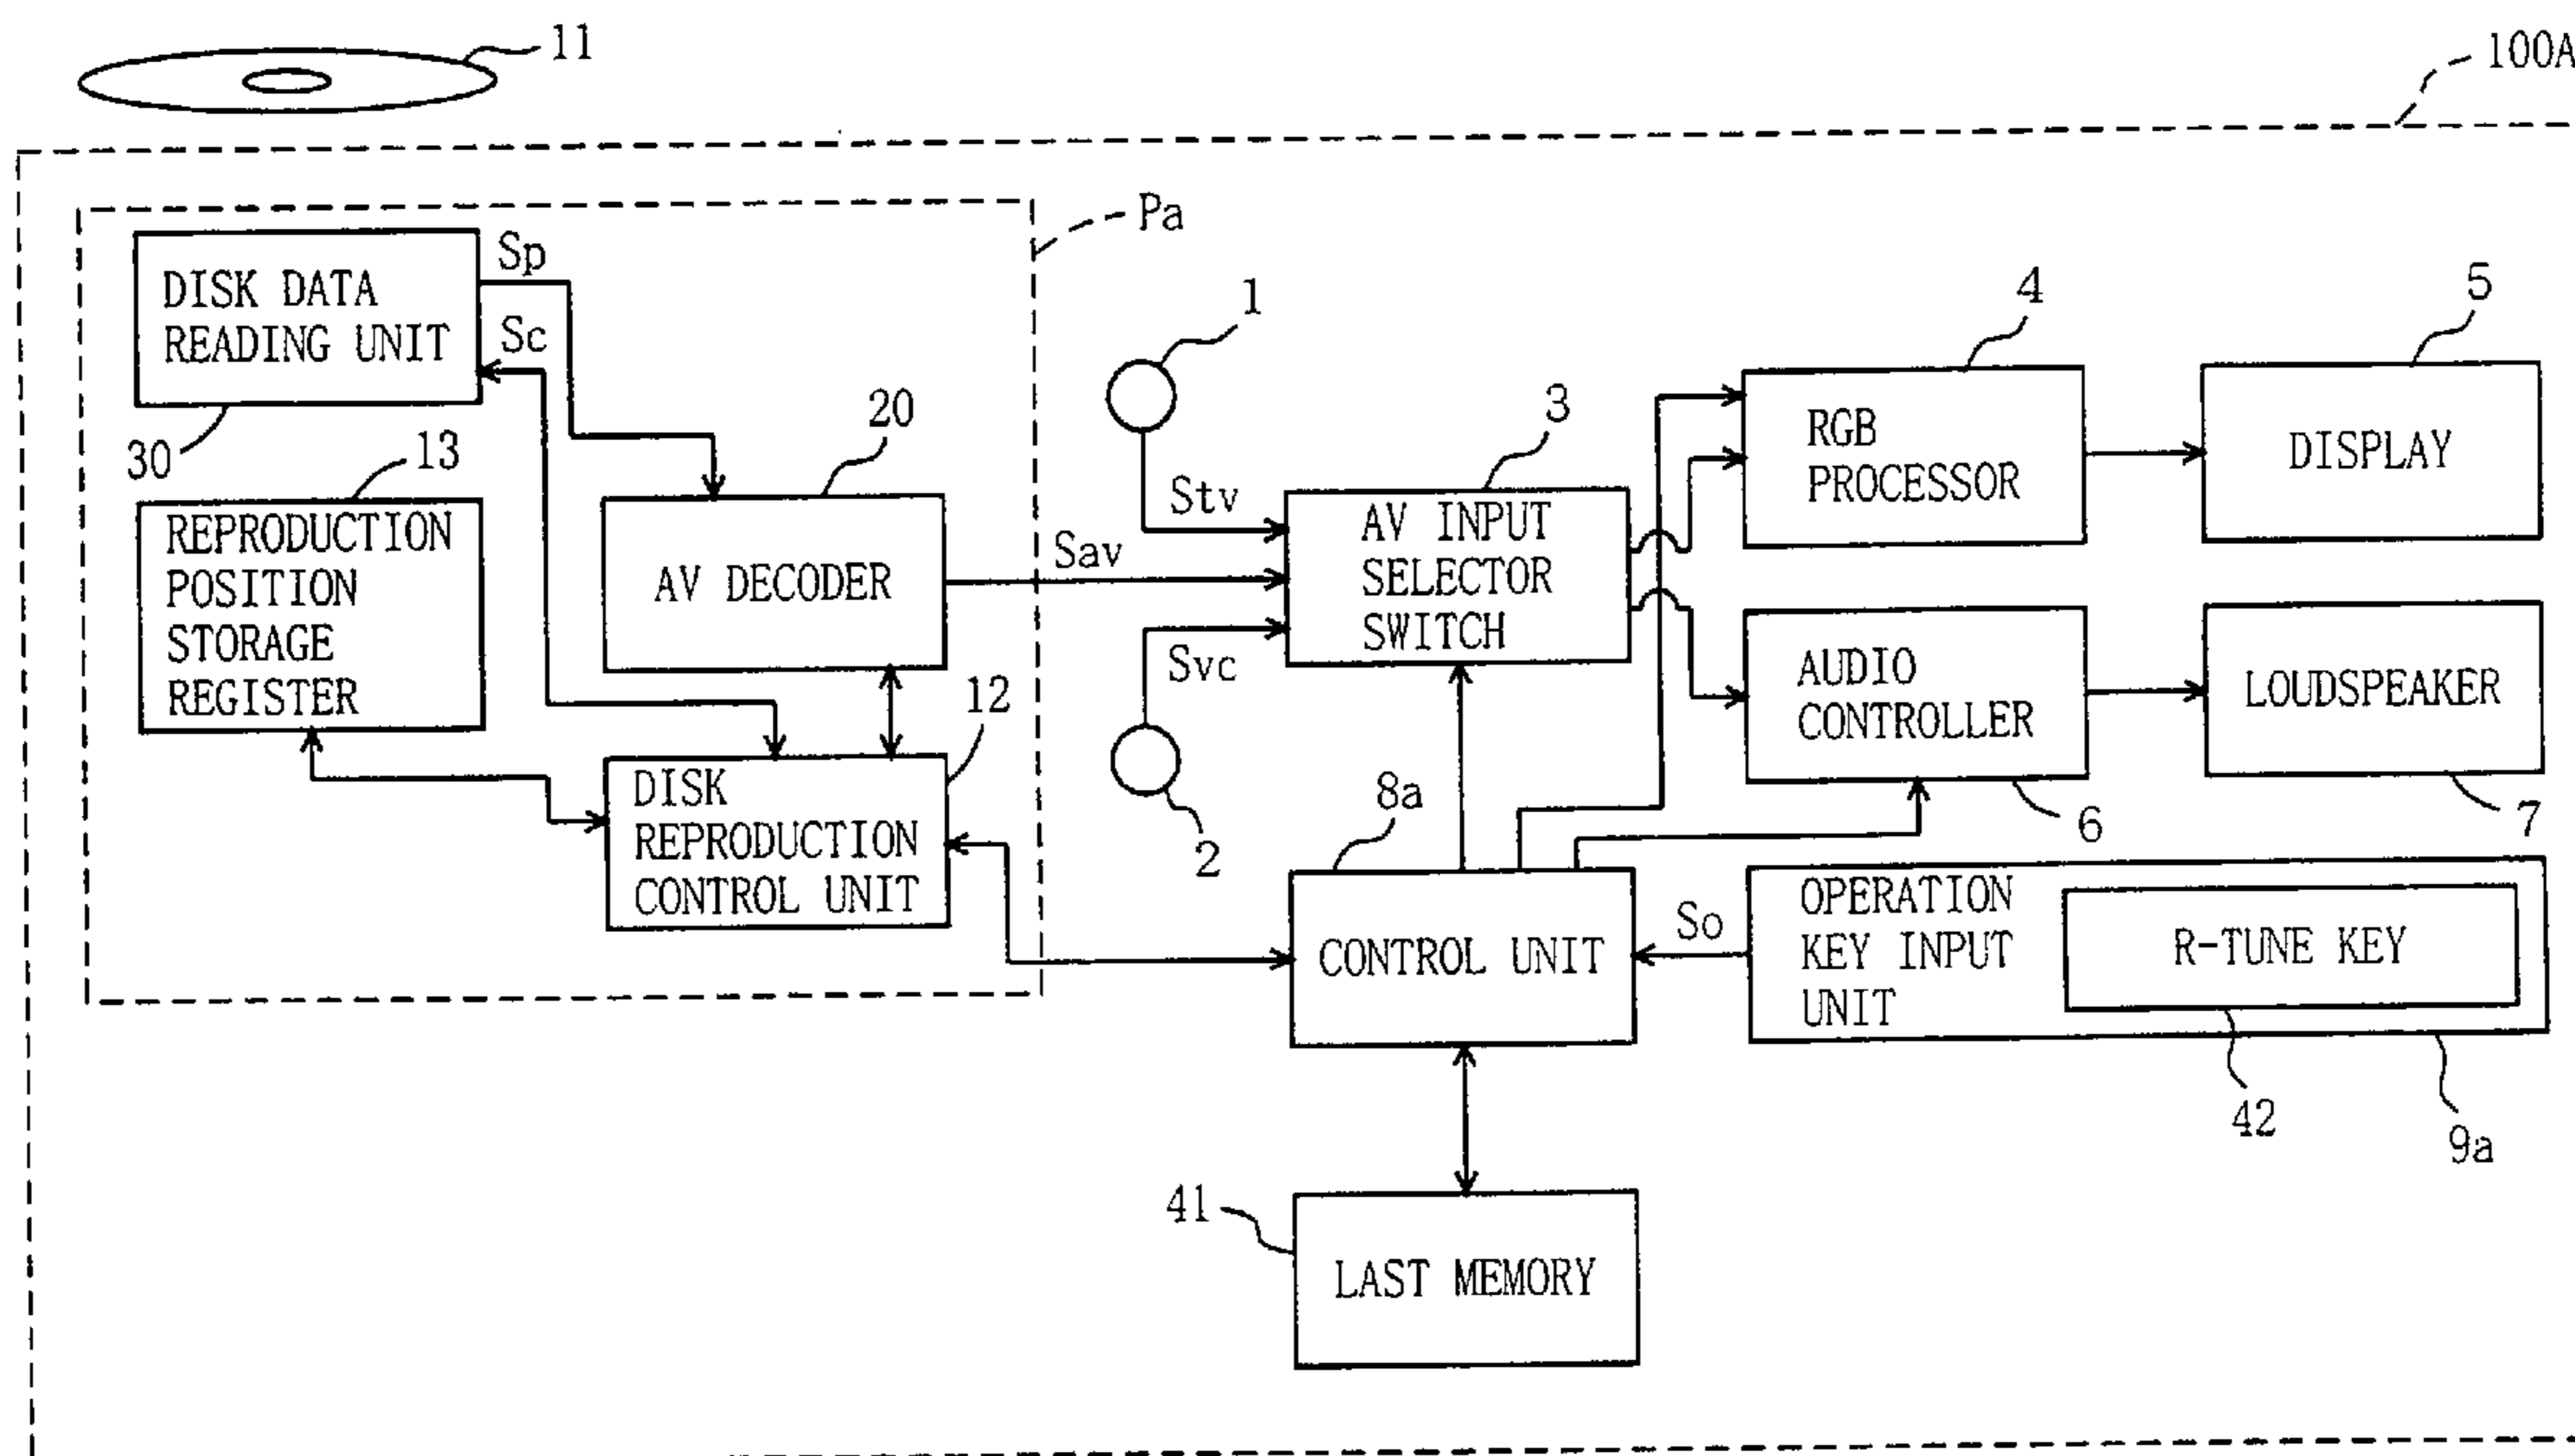 11
100A
Pa
DISK DATA
READING UNIT
Sp
Sc
30
13
20
REPRODUCTION
POSITION
STORAGE
REGISTER
AV DECODER
12
DISK
REPRODUCTION
CONTROL UNIT
1
Stv
Sav
Svc
2
3
AV INPUT
SELECTOR
SWITCH
4
RGB
PROCESSOR
5
DISPLAY
AUDIO
CONTROLLER
6
LOUDSPEAKER
7
8a
CONTROL UNIT
So
OPERATION
KEY INPUT
UNIT
R-TUNE KEY
42
9a
41
LAST MEMORY